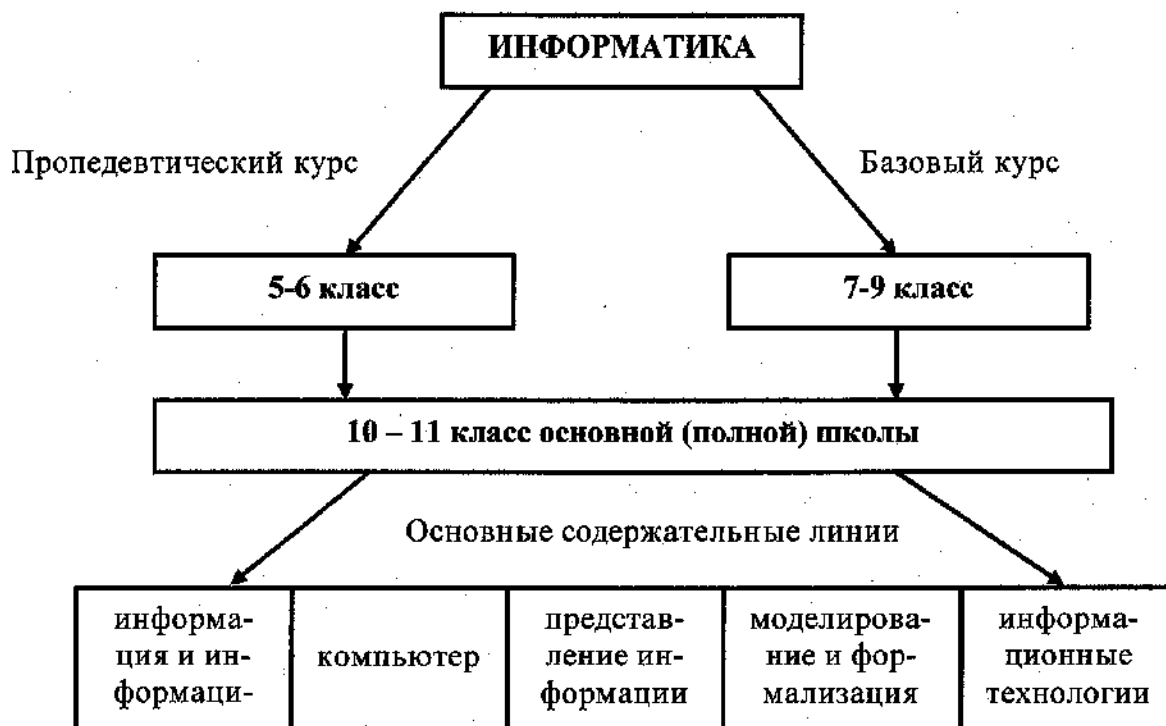 ИНФОРМАТИКА
Пропедевтический курс
Базовый курс
5-6 класс
7-9 класс
10 – 11 класс основной (полной) школы
Основные содержательные линии
информа-
ция и ин-
формаци-
компьютер
представ-
ление ин-
формации
моделирова-
ние и фор-
мализация
информа-
ционные
технологии